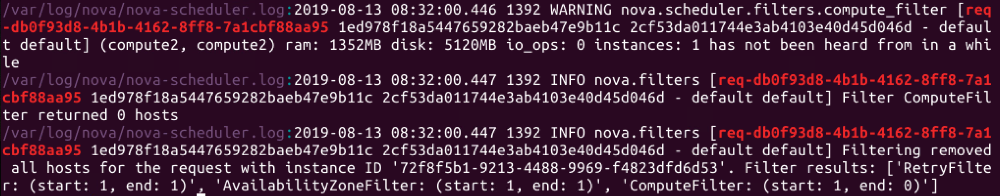 /var/log/nova/nova-scheduler.log:2019-08-13 08:32:00.446 1392 WARNING nova.scheduler.filters.compute_filter [req
-db0f93d8-4b1b-4162-8ff8-7a1cbf88aa95 1ed978f18a5447659282baeb47e9b11c 2cf53da011744e3ab4103e40d45d046d - defaul
t default] (compute2, compute2) ram: 1352MB disk: 5120MB io_ops: 0 instances: 1 has not been heard from in a whi
le
/var/log/nova/nova-scheduler.log:2019-08-13 08:32:00.447 1392 INFO nova.filters [req-db0f93d8-4b1b-4162-8ff8-7a1
cbf88aa95 1ed978f18a5447659282baeb47e9b11c 2cf53da011744e3ab4103e40d45d046d - default default] Filter ComputeFil
ter returned 0 hosts
/var/log/nova/nova-scheduler.log:2019-08-13 08:32:00.447 1392 INFO nova.filters [req-db0f93d8-4b1b-4162-8ff8-7a1
cbf88aa95 1ed978f18a5447659282baeb47e9b11c 2cf53da011744e3ab4103e40d45d046d - default default] Filtering removed
 all hosts for the request with instance ID '72f8f5b1-9213-4488-9969-f4823dfd6d53'. Filter results: ['RetryFilte
r: (start: 1, end: 1)', 'AvailabilityZoneFilter: (start: 1, end: 1)', 'ComputeFilter: (start: 1, end: 0)']